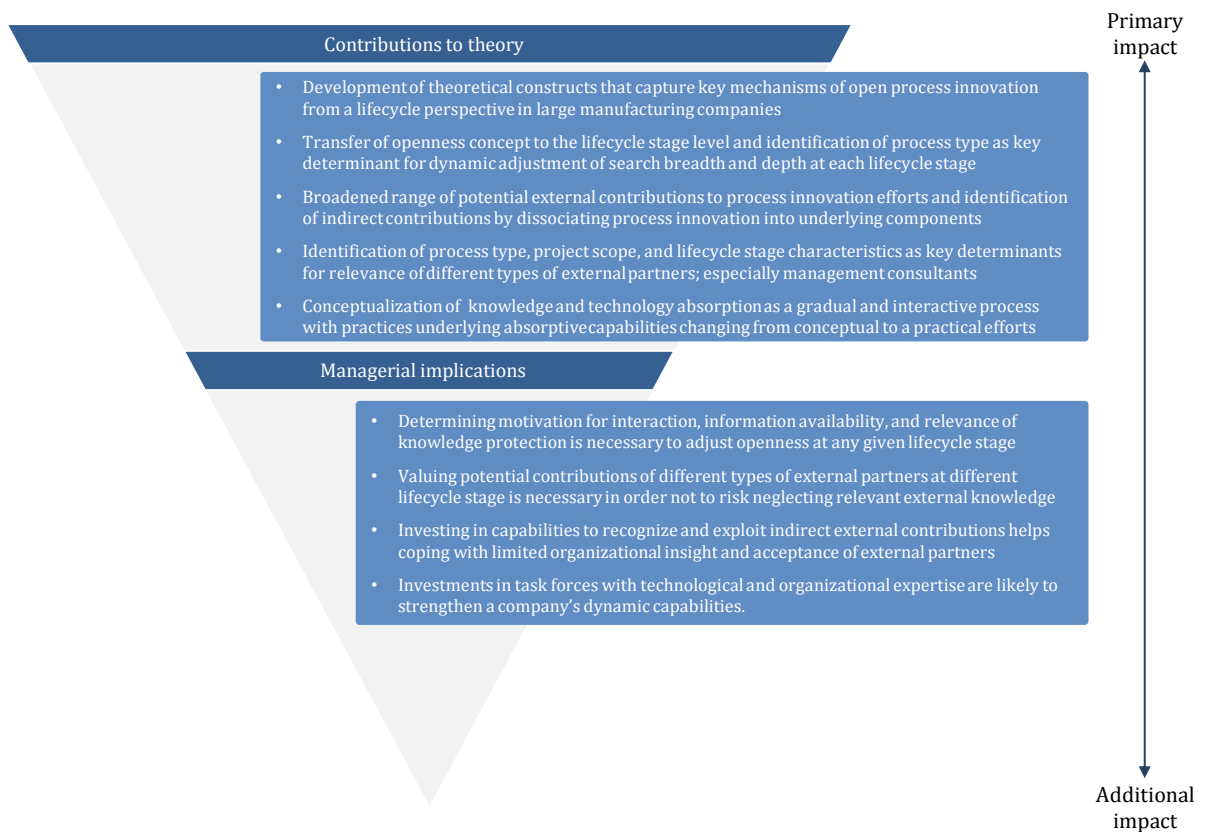 Primary
impact
Contributions to theory
• Development of theoretical constructs that capture key mechanisms of open process innovation
from a lifecycle perspective in large manufacturing companies
• Transfer of openness concept to the lifecycle stage level and identification of process type as key
determinant for dynamic adjustment of search breadth and depth at each lifecycle stage
• Broadened range of potential external contributions to process innovation efforts and identification
of indirect contributions by dissociating process innovation into underlying components
• Identification of process type, project scope, and lifecycle stage characteristics as key determinants
for relevance of different types of external partners; especially management consultants
• Conceptualization of knowledge and technology absorption as a gradual and interactive process
with practices underlying absorptive capabilities changing from conceptual to a practical efforts
Managerial implications
• Determining motivation for interaction, information availability, and relevance of
knowledge protection is necessary to adjust openness at any given lifecycle stage
• Valuing potential contributions of different types of external partners at different
lifecycle stage is necessary in order not to risk neglecting relevant external knowledge
• Investing in capabilities to recognize and exploit indirect external contributions helps
coping with limited organizational insight and acceptance of external partners
• Investments in task forces with technological and organizational expertise are likely to
strengthen a company's dynamic capabilities.
Additional
impact